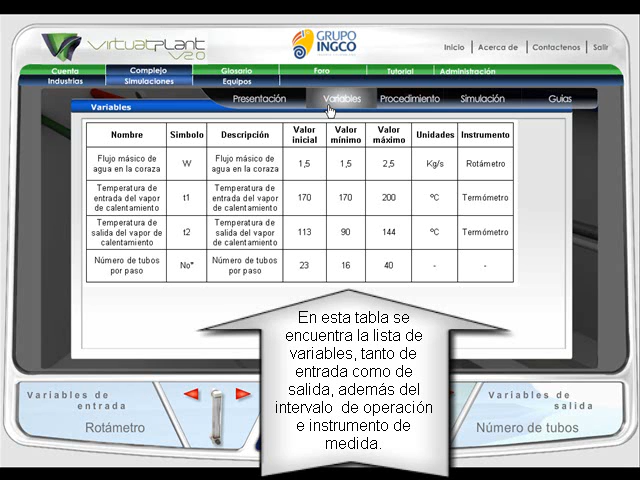 VirtualPlant V2.0
GRUPO INGCO
Inicio | Acerca de | Contactenos | Salir
Cuenta Complejo Glosario Foro Tutorial Administración
Industrias Simulaciones Equipos
Presentación Variables Procedimiento Simulación Guias
Variables
Nombre Simbolo Descripción Valor inicial Valor mínimo Valor máximo Unidades Instrumento
Flujo másico de agua en la coraza W Flujo másico de agua en la coraza 1,5 1,5 2,5 Kg/s Rotámetro
Temperatura de entrada del vapor de calentamiento t1 Temperatura de entrada del vapor de calentamiento 170 170 200 ºC Termómetro
Temperatura de salida del vapor de calentamiento t2 Temperatura de salida del vapor de calentamiento 113 90 144 ºC Termómetro
Número de tubos por paso No* Número de tubos por paso 23 16 40 - -
En esta tabla se
encuentra la lista de
variables, tanto de
entrada como de
salida, además del
intervalo de operación
e instrumento de
medida.
Variables de
entrada
Rotámetro
Variables de
salida
Número de tubos